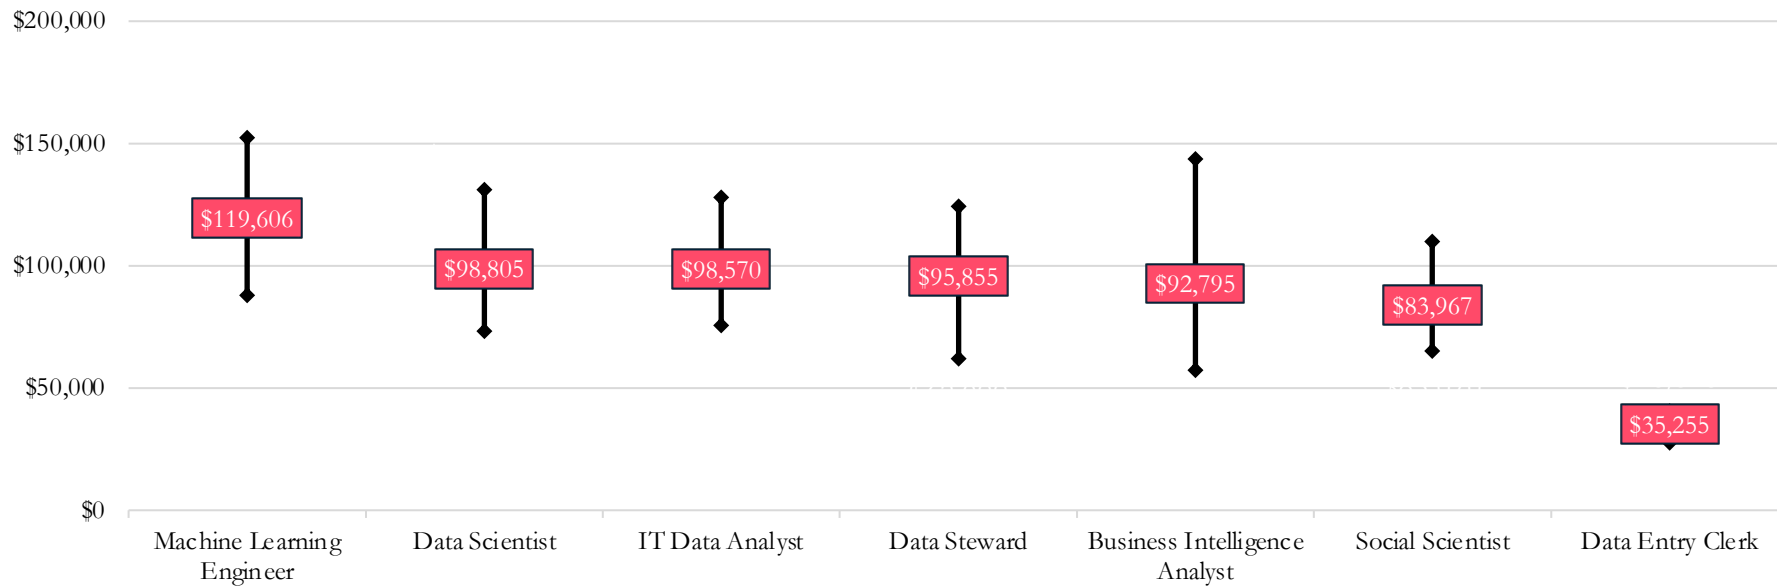 $200,000
$150,000
$100,000
$50,000
$0
$119,606
$98,805
$98,570
$95,855
$92,795
$83,967
$35,255
Machine Learning
Engineer
Data Scientist
IT Data Analyst
Data Steward
Business Intelligence
Analyst
Social Scientist
Data Entry Clerk